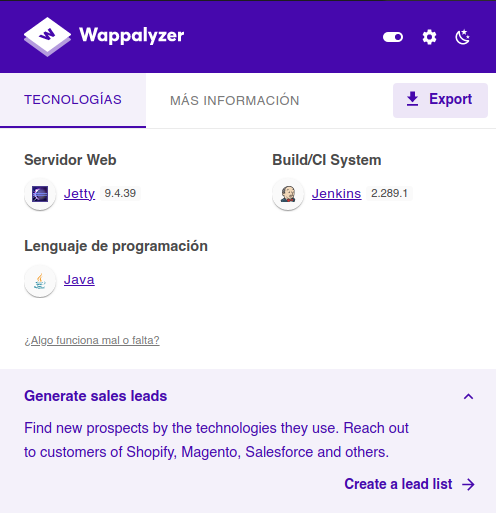 Wappalyzer
TECNOLOGÍAS
MÁS INFORMACIÓN
Export
Servidor Web
Jetty 9.4.39
Build/CI System
Jenkins 2.289.1
Lenguaje de programación
Java
¿Algo funciona mal o falta?
Generate sales leads
Find new prospects by the technologies they use. Reach out
to customers of Shopify, Magento, Salesforce and others.
Create a lead list